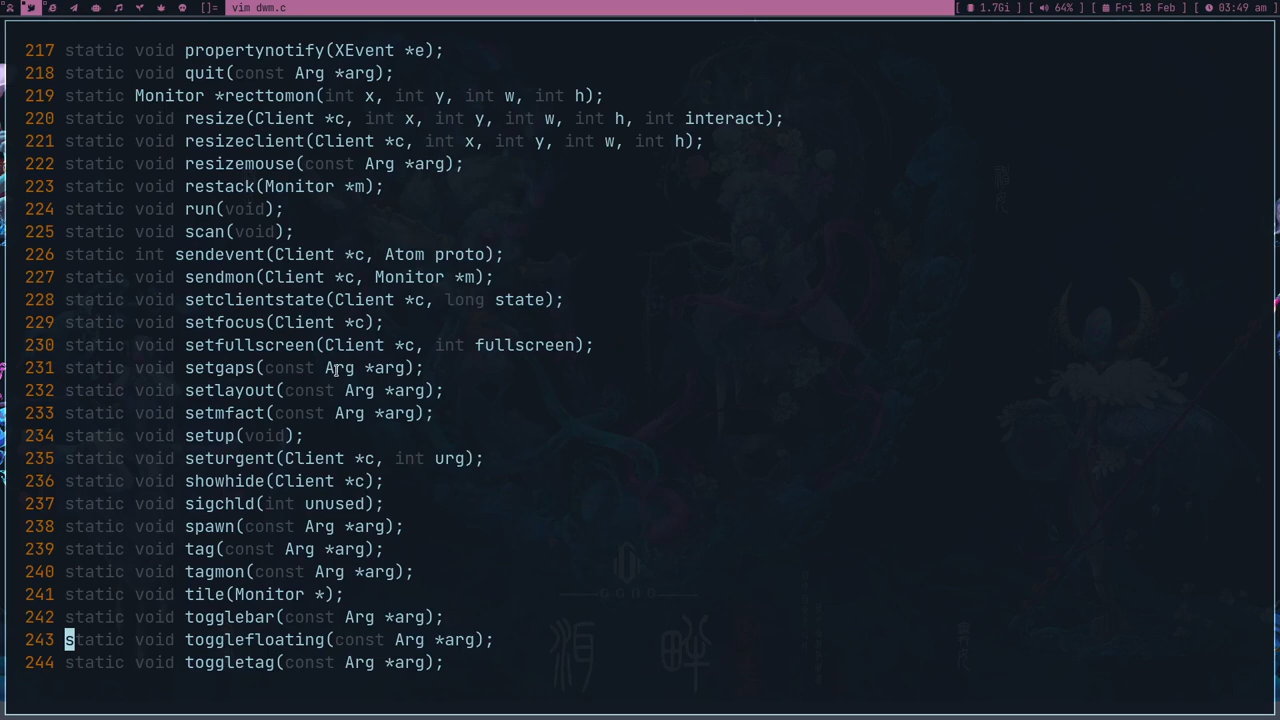 []= vim dwm.c [ 1.7Gi ] [ 64% ] [ Fri 18 Feb ] [ 03:49 am ]
217 static void propertynotify(XEvent *e);
218 static void quit(const Arg *arg);
219 static Monitor *recttomon(int x, int y, int w, int h);
220 static void resize(Client *c, int x, int y, int w, int h, int interact);
221 static void resizeclient(Client *c, int x, int y, int w, int h);
222 static void resizemouse(const Arg *arg);
223 static void restack(Monitor *m);
224 static void run(void);
225 static void scan(void);
226 static int sendevent(Client *c, Atom proto);
227 static void sendmon(Client *c, Monitor *m);
228 static void setclientstate(Client *c, long state);
229 static void setfocus(Client *c);
230 static void setfullscreen(Client *c, int fullscreen);
231 static void setgaps(const Arg *arg);
232 static void setlayout(const Arg *arg);
233 static void setmfact(const Arg *arg);
234 static void setup(void);
235 static void seturgent(Client *c, int urg);
236 static void showhide(Client *c);
237 static void sigchld(int unused);
238 static void spawn(const Arg *arg);
239 static void tag(const Arg *arg);
240 static void tagmon(const Arg *arg);
241 static void tile(Monitor *);
242 static void togglebar(const Arg *arg);
243 static void togglefloating(const Arg *arg);
244 static void toggletag(const Arg *arg);